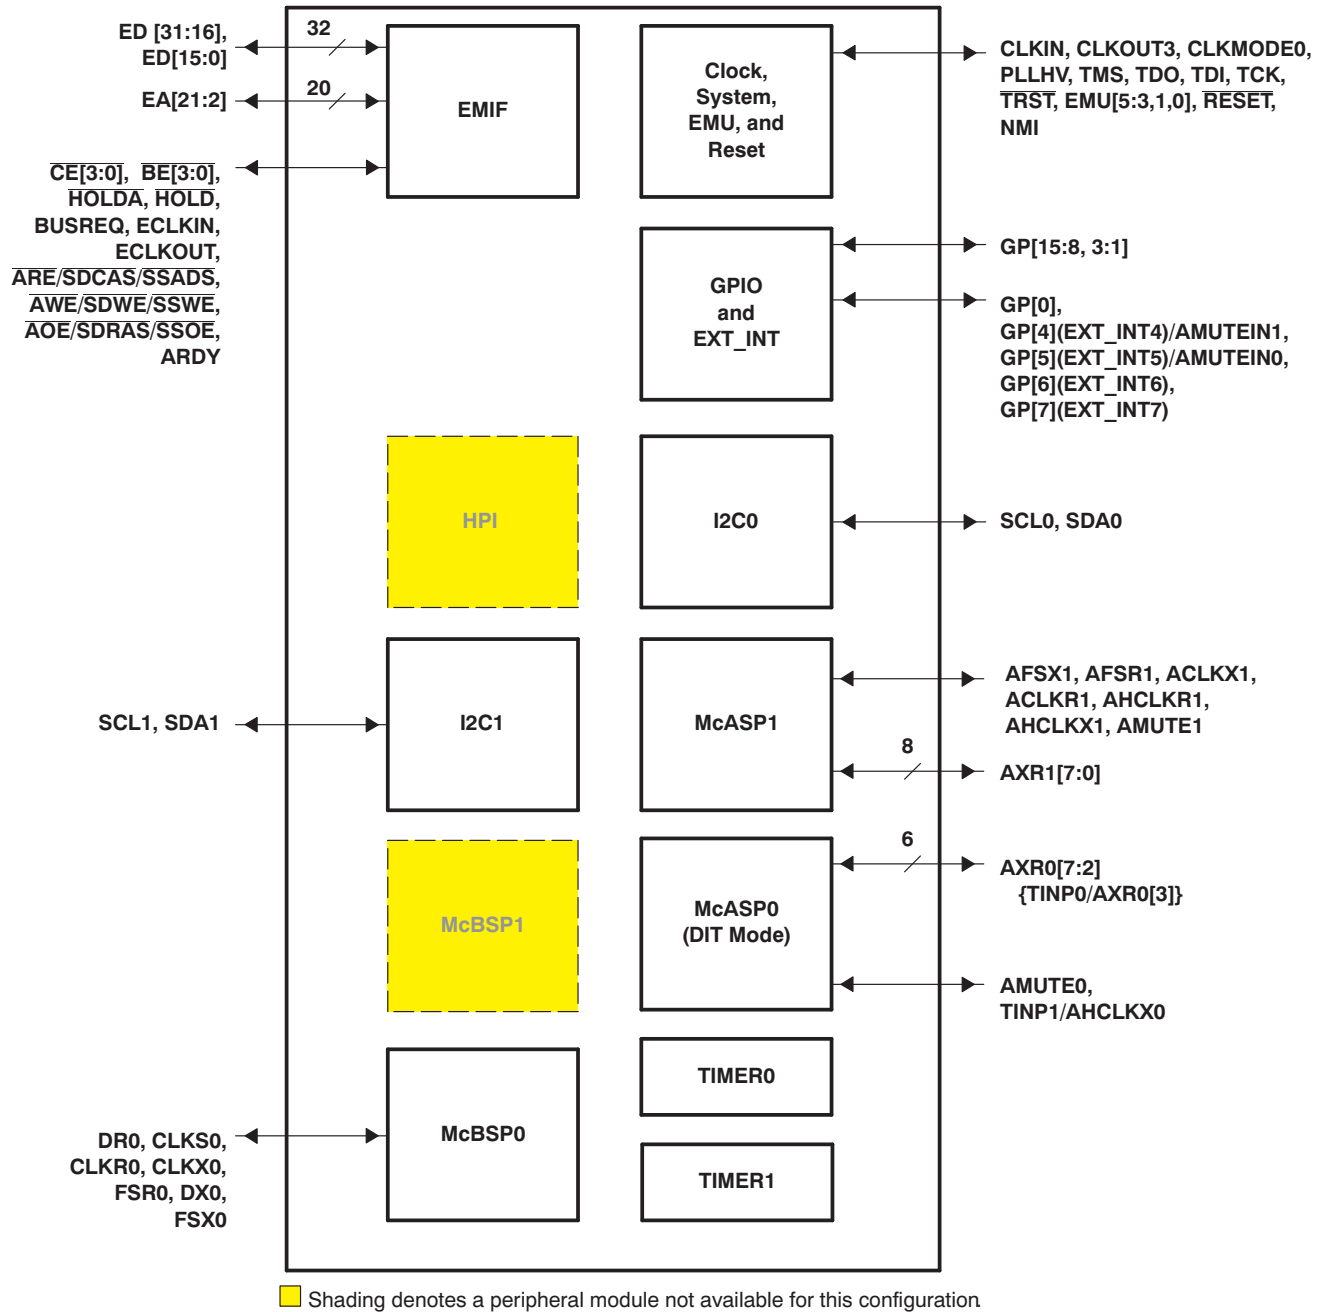 ED [31:16],
ED[15:0]
32
EA[21:2]
20
EMIF
CE[3:0], BE[3:0],
HOLDA, HOLD,
BUSREQ, ECLKIN,
ECLKOUT,
ARE/SDCAS/SSADS,
AWE/SDWE/SSWE,
AOE/SDRAS/SSOE,
ARDY
Clock,
System,
EMU, and
Reset
CLKIN, CLKOUT3, CLKMODE0,
PLLHV, TMS, TDO, TDI, TCK,
TRST, EMU[5:3,1,0], RESET,
NMI
GPIO
and
EXT_INT
GP[15:8, 3:1]
GP[0],
GP[4](EXT_INT4)/AMUTEIN1,
GP[5](EXT_INT5)/AMUTEIN0,
GP[6](EXT_INT6),
GP[7](EXT_INT7)
HPI
I2C0
SCL0, SDA0
SCL1, SDA1
I2C1
McASP1
AFSX1, AFSR1, ACLKX1,
ACLKR1, AHCLKR1,
AHCLKX1, AMUTE1
8
AXR1[7:0]
McBSP1
McASP0
(DIT Mode)
6
AXR0[7:2]
{TINP0/AXR0[3]}
AMUTE0,
TINP1/AHCLKX0
DR0, CLKS0,
CLKR0, CLKX0,
FSR0, DX0,
FSX0
McBSP0
TIMER0
TIMER1
Shading denotes a peripheral module not available for this configuration.